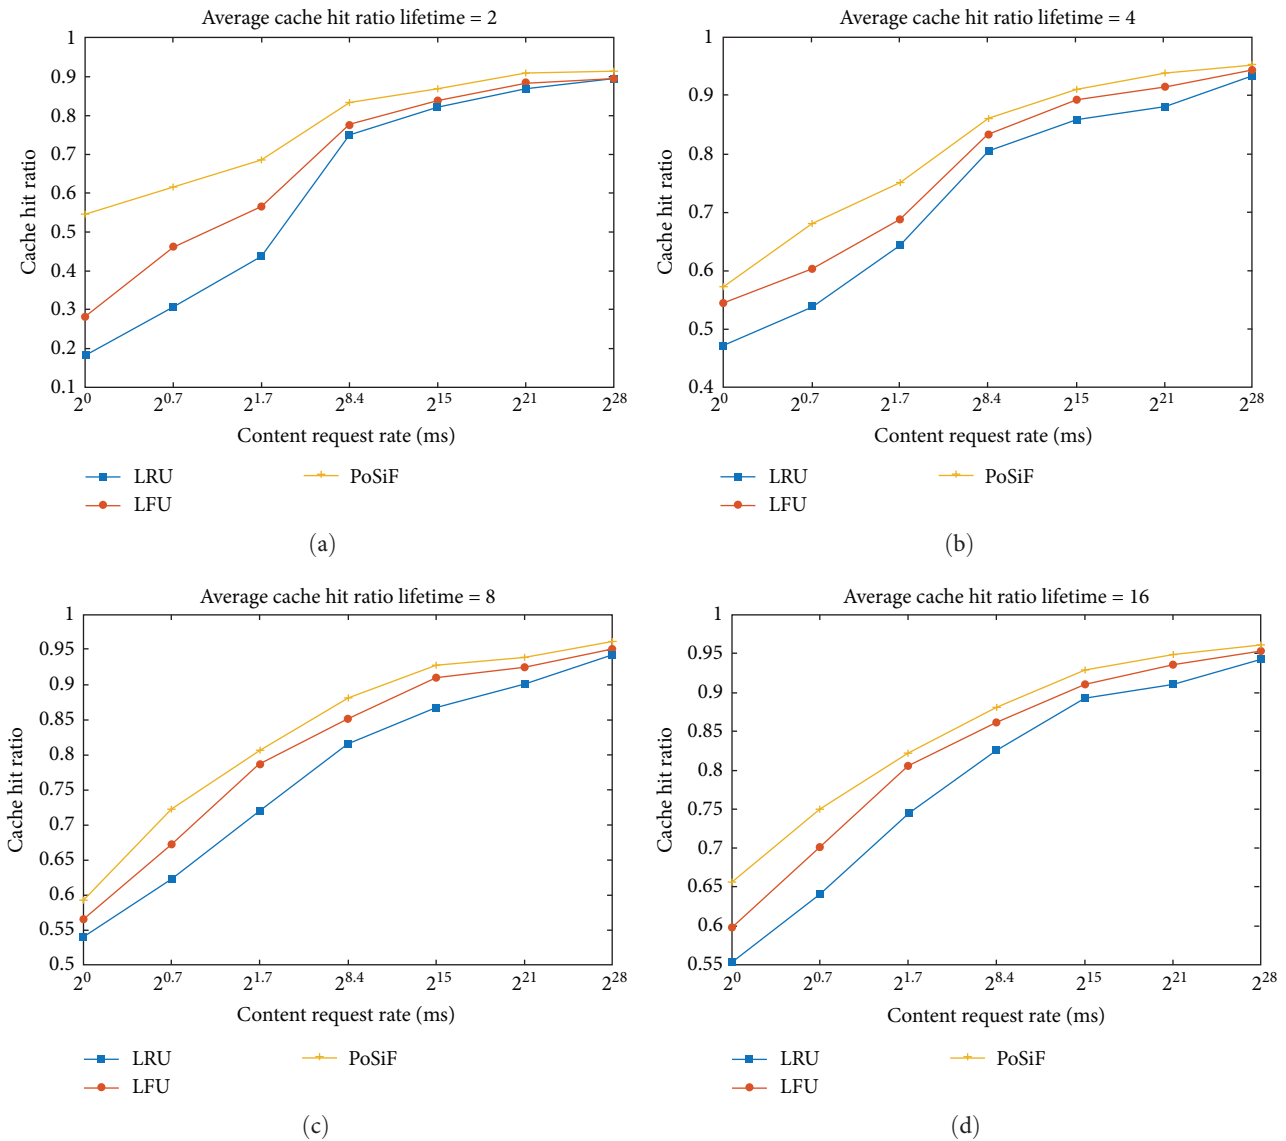 Average cache hit ratio lifetime = 2
1
0.9
0.8
0.7
0.6
0.5
0.4
0.3
0.2
0.1
Cache hit ratio
2^0 2^0.7 2^1.7 2^8.4 2^15 2^21 2^28
Content request rate (ms)
LRU PoSiF
LFU
(a)
Average cache hit ratio lifetime = 4
1
0.9
0.8
0.7
0.6
0.5
0.4
Cache hit ratio
2^0 2^0.7 2^1.7 2^8.4 2^15 2^21 2^28
Content request rate (ms)
LRU PoSiF
LFU
(b)
Average cache hit ratio lifetime = 8
1
0.95
0.9
0.85
0.8
0.75
0.7
0.65
0.6
0.55
0.5
Cache hit ratio
2^0 2^0.7 2^1.7 2^8.4 2^15 2^21 2^28
Content request rate (ms)
LRU PoSiF
LFU
(c)
Average cache hit ratio lifetime = 16
1
0.95
0.9
0.85
0.8
0.75
0.7
0.65
0.6
0.55
Cache hit ratio
2^0 2^0.7 2^1.7 2^8.4 2^15 2^21 2^28
Content request rate (ms)
LRU PoSiF
LFU
(d)